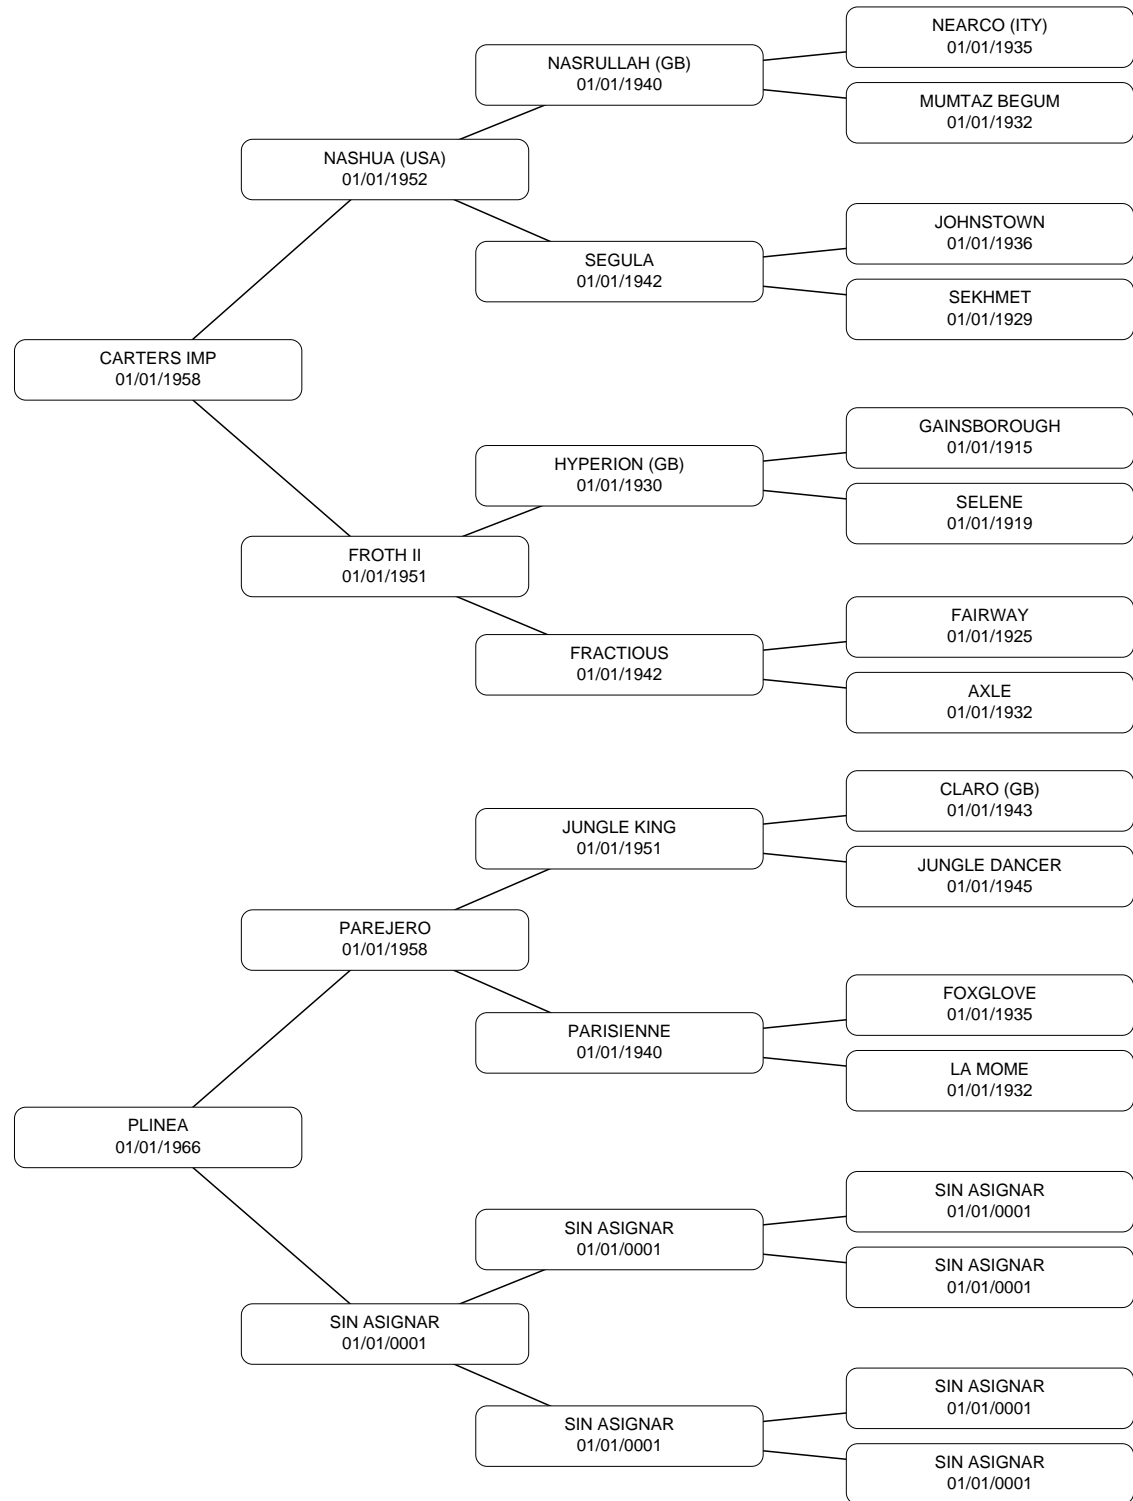 NEARCO (ITY)
01/01/1935
NASRULLAH (GB)
01/01/1940
MUMTAZ BEGUM
01/01/1932
NASHUA (USA)
01/01/1952
JOHNSTOWN
01/01/1936
SEGULA
01/01/1942
SEKHMET
01/01/1929
CARTERS IMP
01/01/1958
GAINSBOROUGH
01/01/1915
HYPERION (GB)
01/01/1930
SELENE
01/01/1919
FROTH II
01/01/1951
FAIRWAY
01/01/1925
FRACTIOUS
01/01/1942
AXLE
01/01/1932
CLARO (GB)
01/01/1943
JUNGLE KING
01/01/1951
JUNGLE DANCER
01/01/1945
PAREJERO
01/01/1958
FOXGLOVE
01/01/1935
PARISIENNE
01/01/1940
LA MOME
01/01/1932
PLINEA
01/01/1966
SIN ASIGNAR
01/01/0001
SIN ASIGNAR
01/01/0001
SIN ASIGNAR
01/01/0001
SIN ASIGNAR
01/01/0001
SIN ASIGNAR
01/01/0001
SIN ASIGNAR
01/01/0001
SIN ASIGNAR
01/01/0001